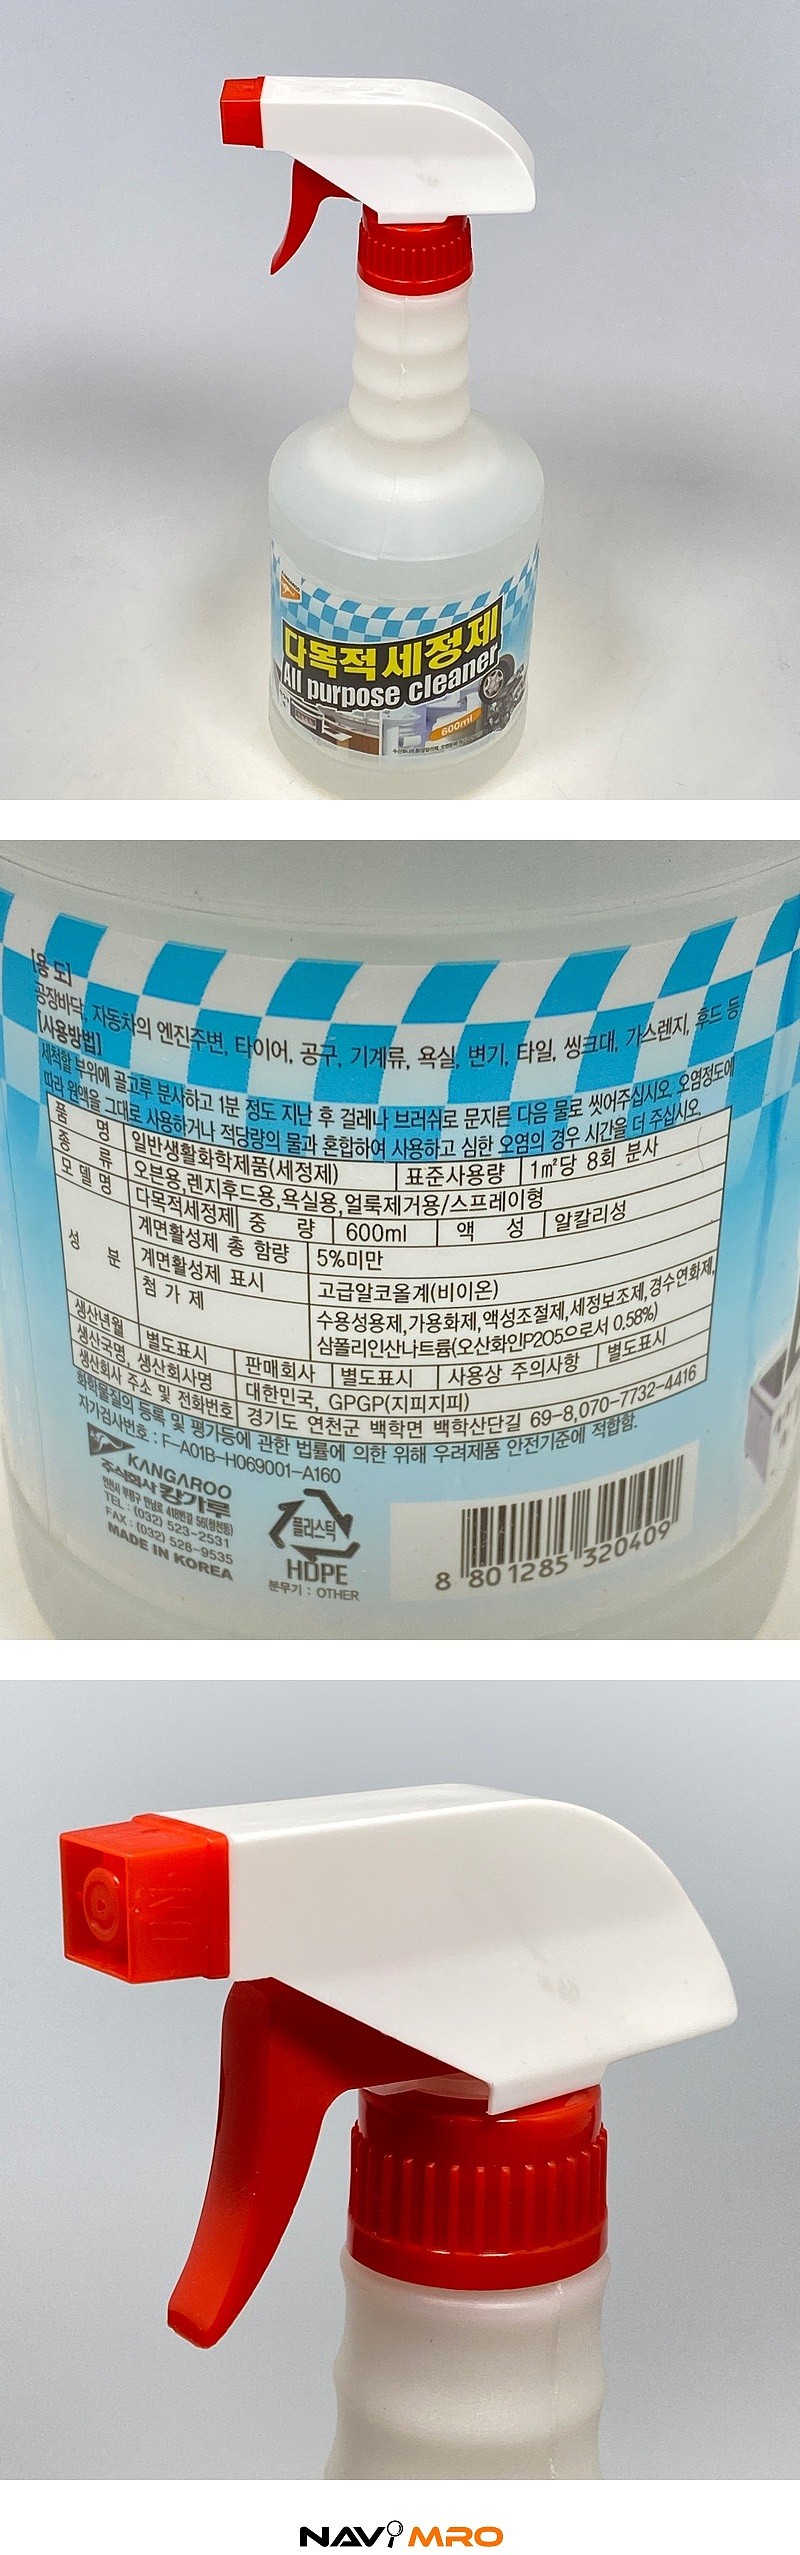 KANGAROO
다목적 세정제
All purpose cleaner
600ml
[용 도]
공장바닥, 자동차의 엔진주변, 타이어, 공구, 기계류, 욕실, 변기, 타일, 씽크대, 가스렌지, 후드 등
[사용방법]
세척할 부위에 골고루 분사하고 1분 정도 지난 후 걸레나 브러쉬로 문지른 다음 물로 씻어주십시오. 오염정도에
따라 원액을 그대로 사용하거나 적당량의 물과 혼합하여 사용하고 심한 오염의 경우 시간을 더 주십시오.
품 명 일반생활화학제품(세정제) 표준사용량 1㎡당 8회 분사
종 류 오븐용,렌지후드용,욕실용,얼룩제거용/스프레이형
모 델 명 다목적세정제 중 량 600ml 액 성 알칼리성
성 분 계면활성제 총 함량 5%미만
계면활성제 표시 고급알코올계(비이온)
첨 가 제 수용성용제,가용화제,액성조절제,세정보조제,경수연화제,
삼폴리인산나트륨(오산화인P2O5으로서 0.58%)
생산년월 별도표시 판매회사 별도표시 사용상 주의사항 별도표시
생산국명, 생산회사명 대한민국, GPGP(지피지피)
생산회사 주소 및 전화번호 경기도 연천군 백학면 백학산단길 69-8,070-7732-4416
화학물질의 등록 및 평가등에 관한 법률에 의한 위해 우려제품 안전기준에 적합함.
자가검사번호 : F-A01B-H069001-A160
KANGAROO
주식회사 캉가루
인천시 부평구 안남로 418번길 56(청천동)
TEL : (032) 523-2531
FAX : (032) 528-9535
MADE IN KOREA
플라스틱
HDPE
분무기 : OTHER
8 801285 320409
NAVI MRO